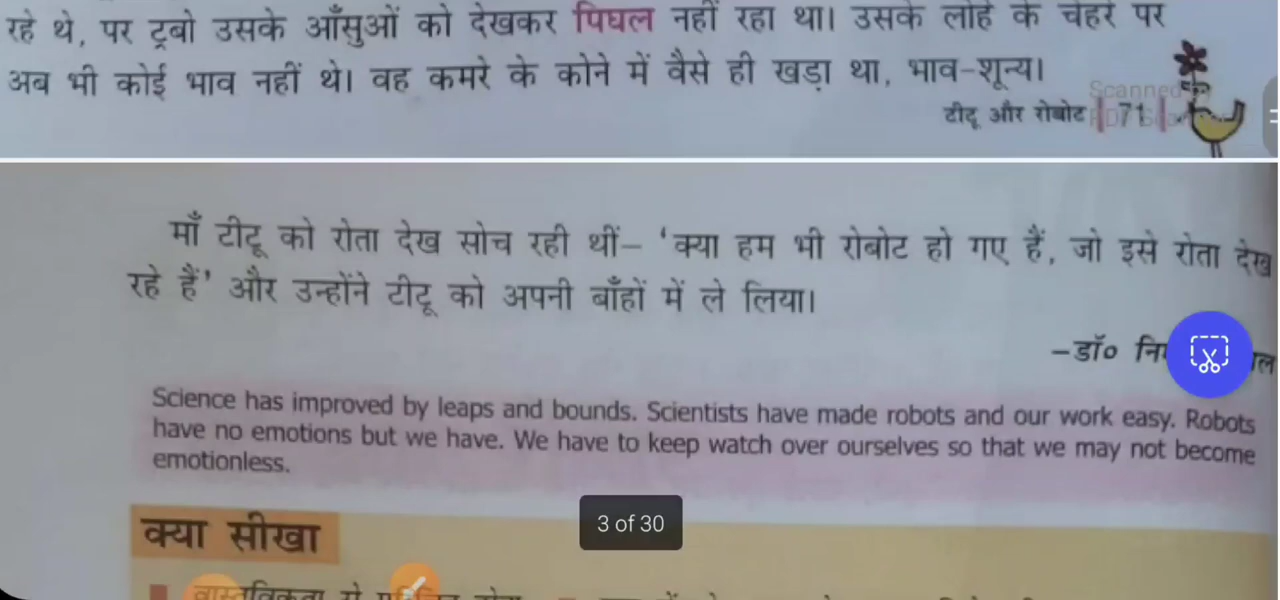 रहे थे, पर ट्रबो उसके आँसुओं को देखकर पिघल नहीं रहा था। उसके लोहे के चेहरे पर
अब भी कोई भाव नहीं थे। वह कमरे के कोने में वैसे ही खड़ा था, भाव-शून्य।
Scanned
टीटू और रोबोट | 71 |
माँ टीटू को रोता देख सोच रही थीं– 'क्या हम भी रोबोट हो गए हैं, जो इसे रोता देख
रहे हैं' और उन्होंने टीटू को अपनी बाँहों में ले लिया।
–डॉ०
Science has improved by leaps and bounds. Scientists have made robots and our work easy. Robots
have no emotions but we have. We have to keep watch over ourselves so that we may not become
emotionless.
3 of 30
क्या सीखा